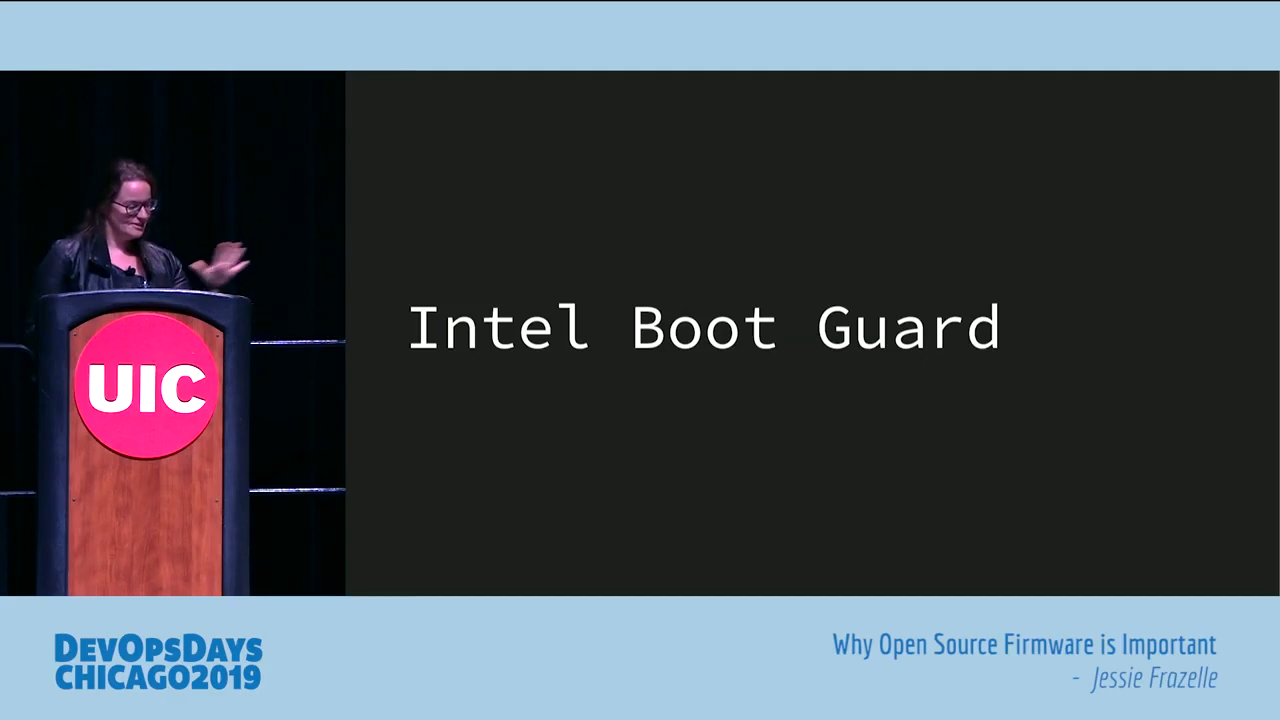 Intel Boot Guard
UIC
DEVOPSDAYS
CHICAGO2019
Why Open Source Firmware is Important
- Jessie Frazelle